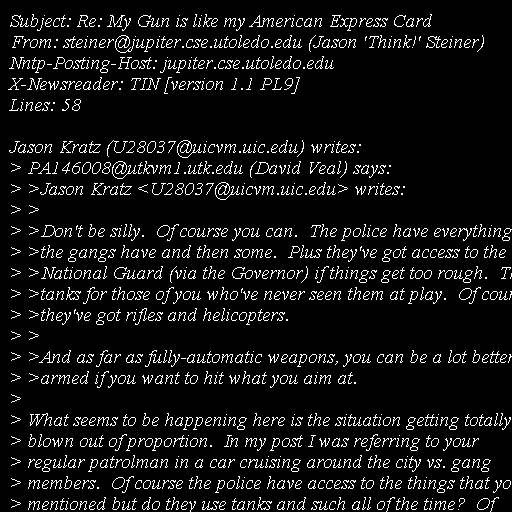 Subject: Re: My Gun is like my American Express Card
From: steiner@jupiter.cse.utoledo.edu (Jason 'Think!' Steiner)
Nntp-Posting-Host: jupiter.cse.utoledo.edu
X-Newsreader: TIN [version 1.1 PL9]
Lines: 58

Jason Kratz (U28037@uicvm.uic.edu) writes:
> PA146008@utkvm1.utk.edu (David Veal) says:
> >Jason Kratz <U28037@uicvm.uic.edu> writes:
> >
> >Don't be silly.  Of course you can.  The police have everything
> >the gangs have and then some.  Plus they've got access to the
> >National Guard (via the Governor) if things get too rough.
> >tanks for those of you who've never seen them at play.  Of
> >they've got rifles and helicopters.
> >
> >And as far as fully-automatic weapons, you can be a lot better
> >armed if you want to hit what you aim at.
>
> What seems to be happening here is the situation getting totally
> blown out of proportion.  In my post I was referring to your
> regular patrolman in a car cruising around the city vs. gang
> members.  Of course the police have access to the things that
> mentioned but do they use tanks and such all of the time?  Of